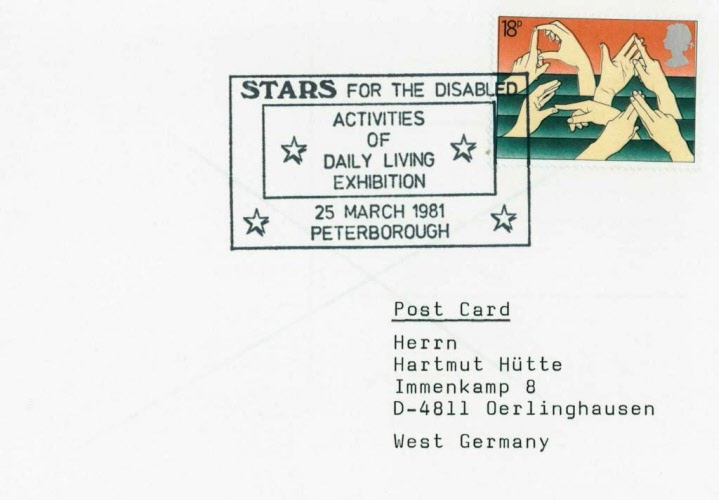 18P
STARS FOR THE DISABLED
ACTIVITIES
OF
DAILY LIVING
EXHIBITION
25 MARCH 1981
PETERBOROUGH
Post Card
Herrn
Hartmut Hütte
Immenkamp 8
D-4811 Oerlinghausen
West Germany